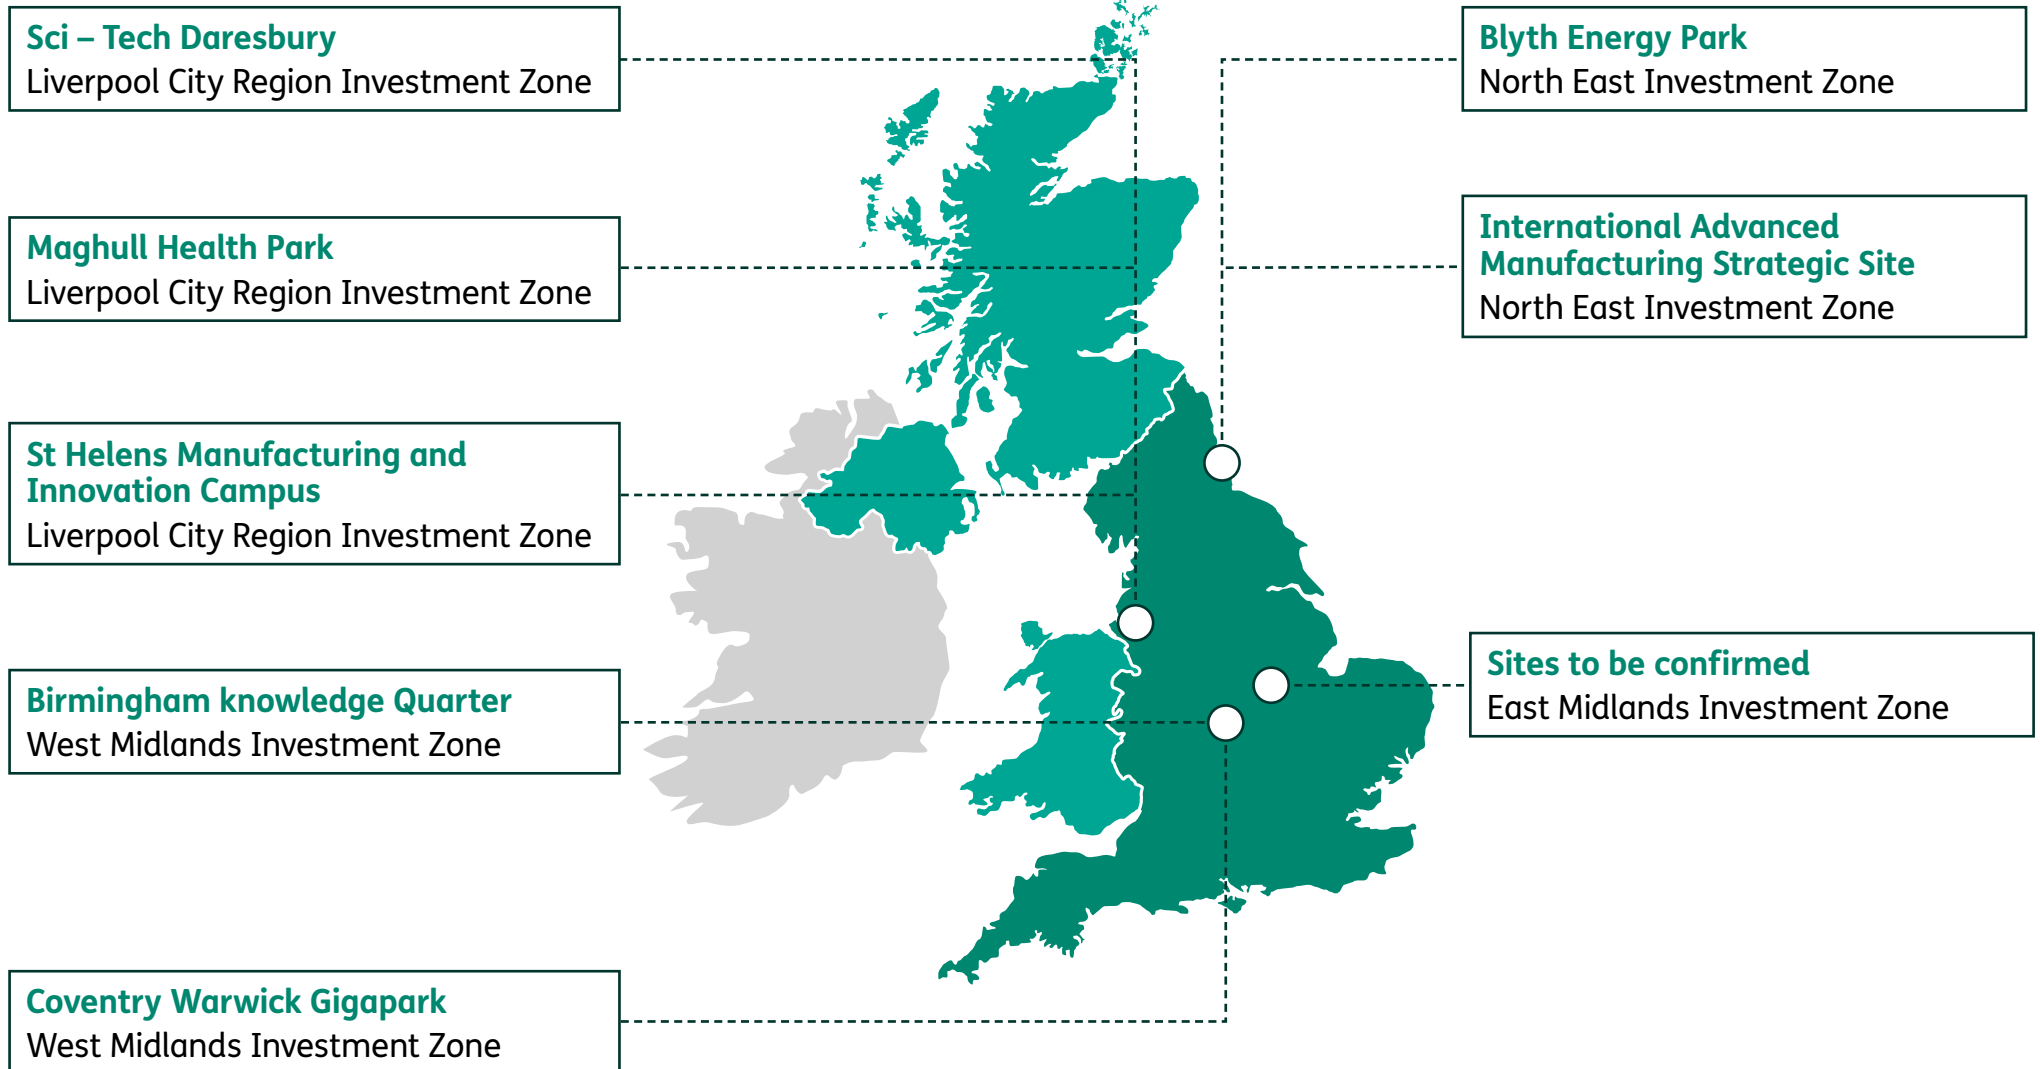 Sci – Tech Daresbury
Liverpool City Region Investment Zone
Maghull Health Park
Liverpool City Region Investment Zone
St Helens Manufacturing and
Innovation Campus
Liverpool City Region Investment Zone
Birmingham knowledge Quarter
West Midlands Investment Zone
Coventry Warwick Gigapark
West Midlands Investment Zone
Blyth Energy Park
North East Investment Zone
International Advanced
Manufacturing Strategic Site
North East Investment Zone
Sites to be confirmed
East Midlands Investment Zone